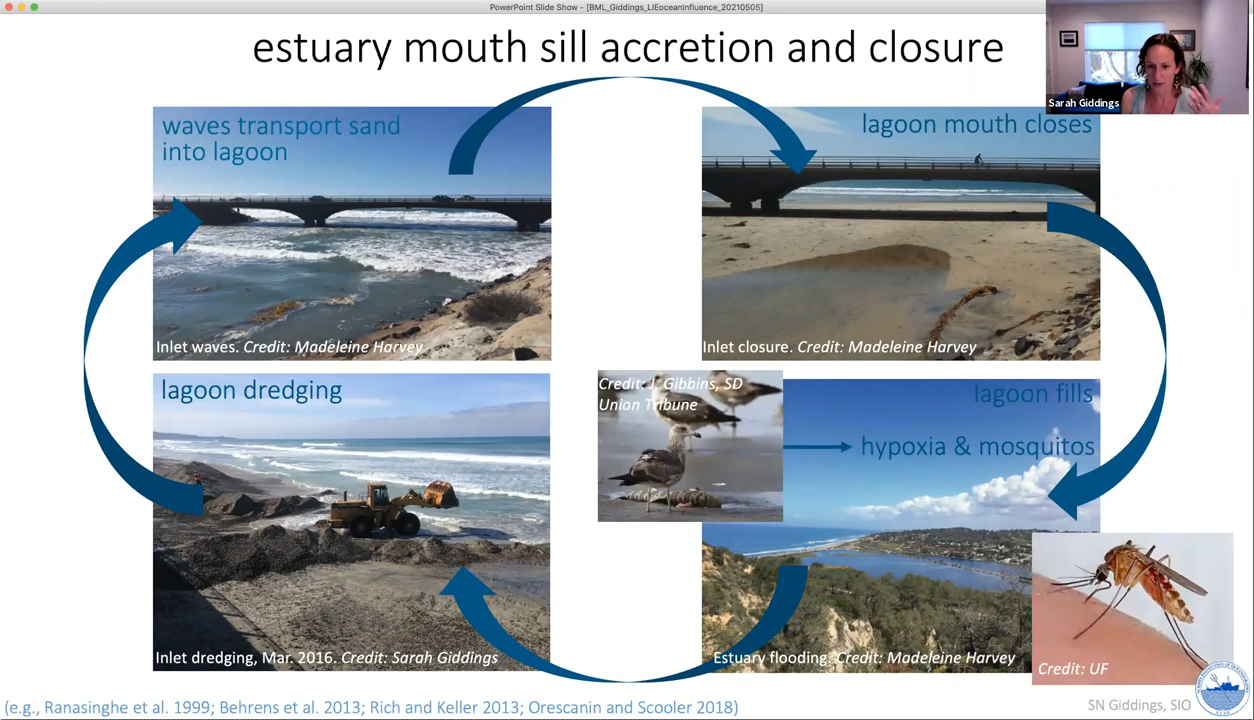 PowerPoint Slide Show - [BML_Giddings_LIEoceanInfluence_20210505]
estuary mouth sill accretion and closure
Sarah Giddings
waves transport sand
into lagoon
lagoon mouth closes
Inlet waves. Credit: Madeleine Harvey
Inlet closure. Credit: Madeleine Harvey
lagoon dredging
Credit: J. Gibbins, SD
Union Tribune
lagoon fills
hypoxia & mosquitos
Inlet dredging, Mar. 2016. Credit: Sarah Giddings
Estuary flooding. Credit: Madeleine Harvey
Credit: UF
(e.g., Ranasinghe et al. 1999; Behrens et al. 2013; Rich and Keller 2013; Orescanin and Scooler 2018)
SN Giddings, SIO